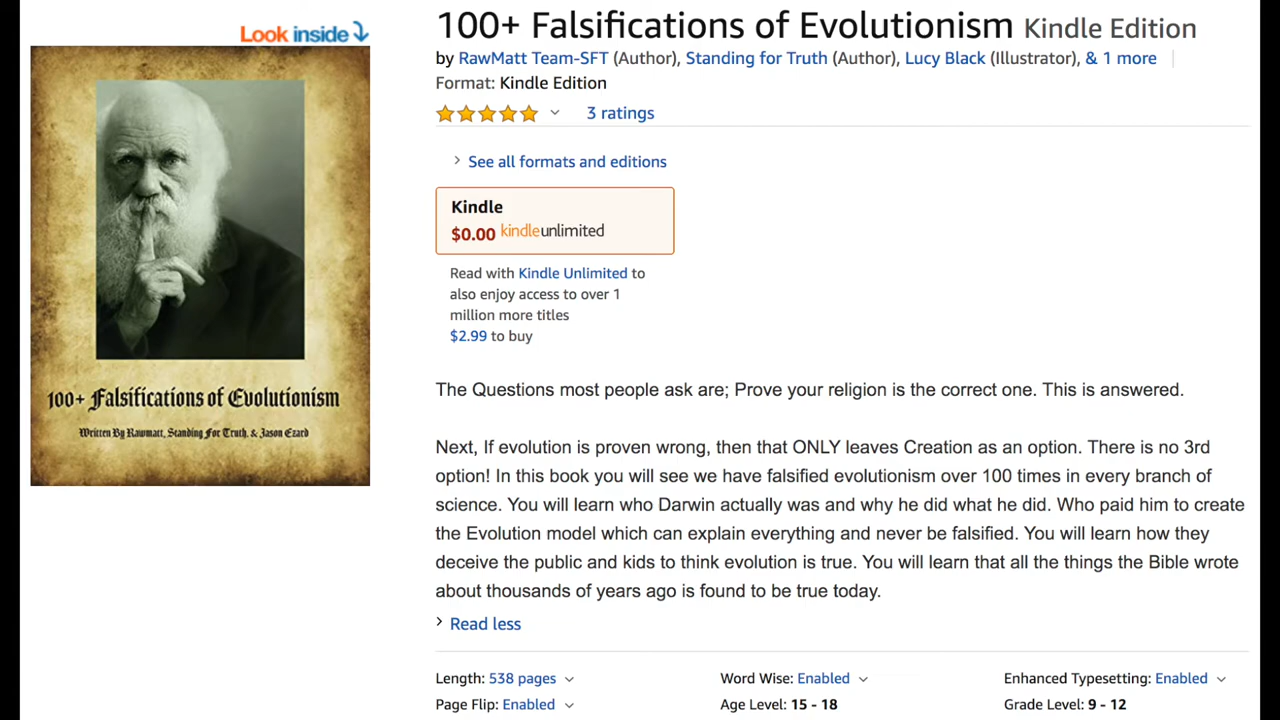 Look inside
100+ Falsifications of Evolutionism Kindle Edition
by RawMatt Team-SFT (Author), Standing for Truth (Author), Lucy Black (Illustrator), & 1 more
Format: Kindle Edition
3 ratings
See all formats and editions
Kindle
$0.00 kindleunlimited
Read with Kindle Unlimited to
also enjoy access to over 1
million more titles
$2.99 to buy
100+ Falsifications of Evolutionism
Written By Rawmatt, Standing For Truth, & Jason Ezard
The Questions most people ask are; Prove your religion is the correct one. This is answered.
Next, If evolution is proven wrong, then that ONLY leaves Creation as an option. There is no 3rd
option! In this book you will see we have falsified evolutionism over 100 times in every branch of
science. You will learn who Darwin actually was and why he did what he did. Who paid him to create
the Evolution model which can explain everything and never be falsified. You will learn how they
deceive the public and kids to think evolution is true. You will learn that all the things the Bible wrote
about thousands of years ago is found to be true today.
Read less
Length: 538 pages
Word Wise: Enabled
Enhanced Typesetting: Enabled
Page Flip: Enabled
Age Level: 15 - 18
Grade Level: 9 - 12